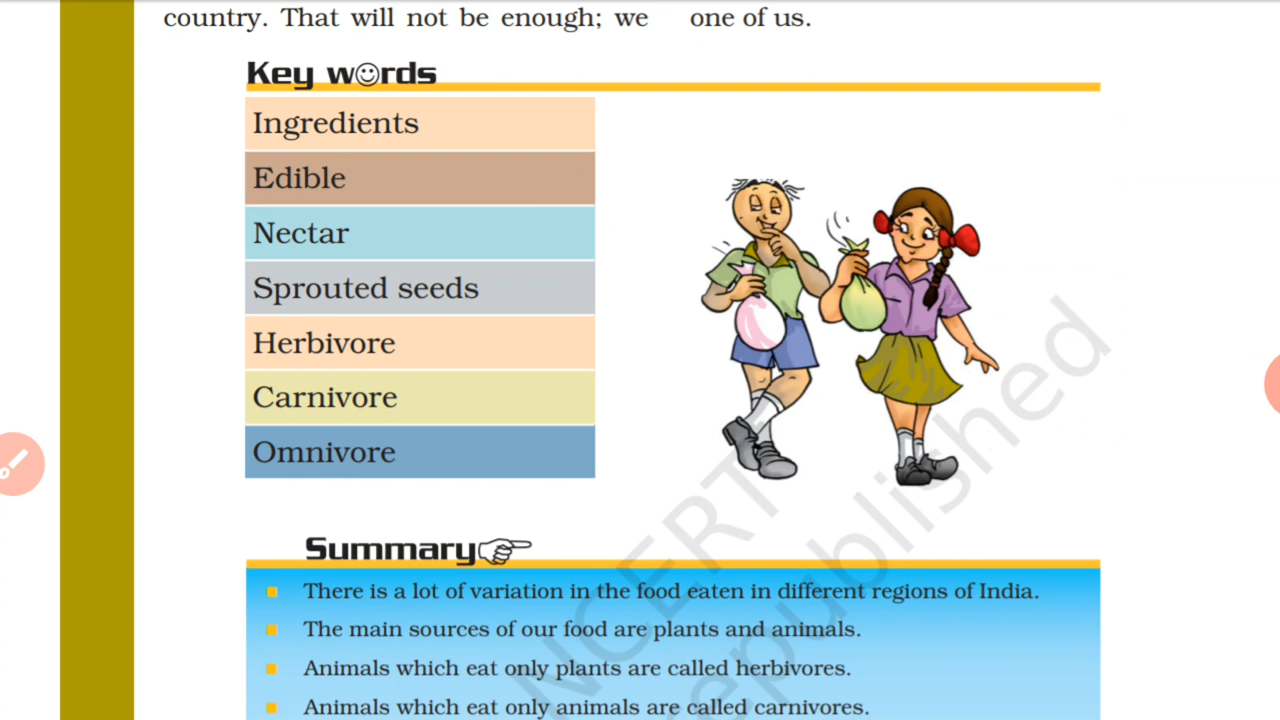 country. That will not be enough; we one of us.
Key words
Ingredients
Edible
Nectar
Sprouted seeds
Herbivore
Carnivore
Omnivore
Summary
There is a lot of variation in the food eaten in different regions of India.
The main sources of our food are plants and animals.
Animals which eat only plants are called herbivores.
Animals which eat only animals are called carnivores.
NCERT
republished